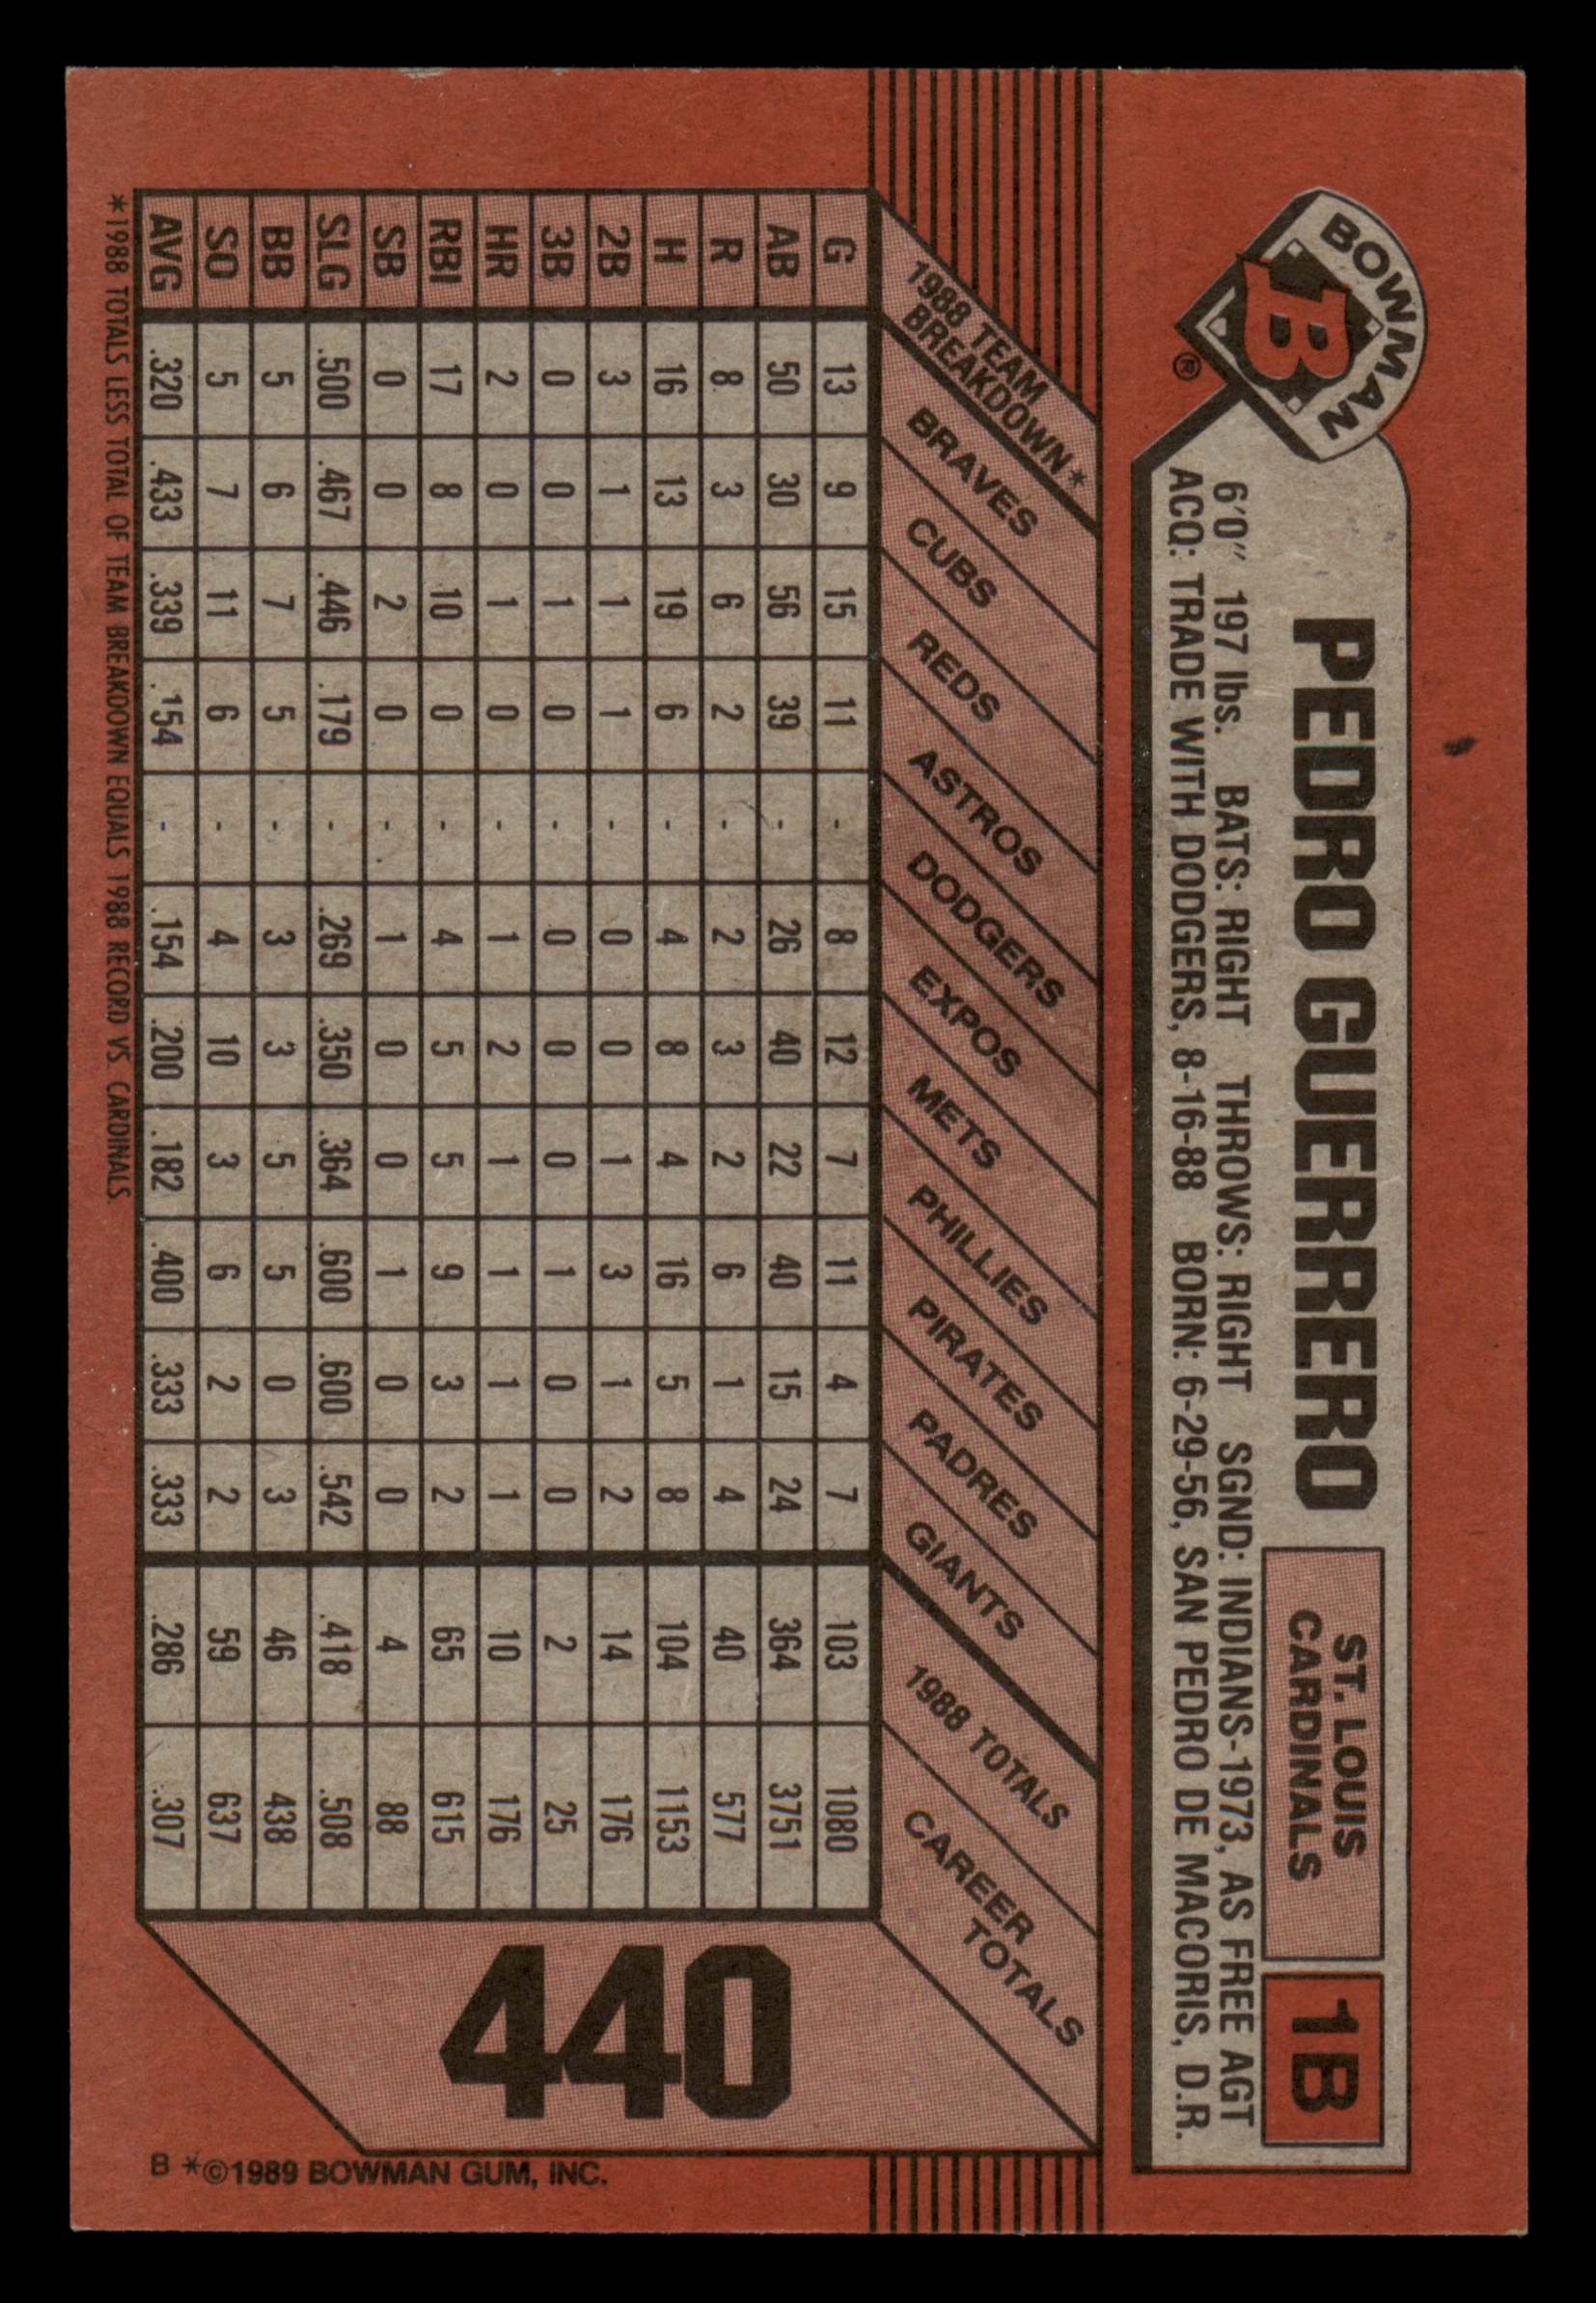 BOWMAN
B
®
PEDRO GUERRERO
ST. LOUIS
CARDINALS
1B
6'0" 197 lbs. BATS: RIGHT THROWS: RIGHT SGND: INDIANS-1973, AS FREE AGT
ACQ: TRADE WITH DODGERS, 8-16-88 BORN: 6-29-56, SAN PEDRO DE MACORIS, D.R.
1988 TEAM
BREAKDOWN* BRAVES CUBS REDS ASTROS DODGERS EXPOS METS PHILLIES PIRATES PADRES GIANTS 1988 TOTALS CAREER TOTALS
G 13 9 15 11 - 8 12 7 11 4 7 103 1080
AB 50 30 56 39 - 26 40 22 40 15 24 364 3751
R 8 3 6 2 - 2 3 2 6 1 4 40 577
H 16 13 19 6 - 4 8 4 16 5 8 104 1153
2B 3 1 1 1 - 0 0 1 3 1 2 14 176
3B 0 0 1 0 - 0 0 0 1 0 0 2 25
HR 2 0 1 0 - 1 2 1 1 1 1 10 176
RBI 17 8 10 0 - 4 5 5 9 3 2 65 615
SB 0 0 2 0 - 1 0 0 1 0 0 4 88
SLG .500 .467 .446 .179 - .269 .350 .364 .600 .600 .542 .418 .508
BB 5 6 7 5 - 3 3 5 5 0 3 46 438
SO 5 7 11 6 - 4 10 3 6 2 2 59 637
AVG .320 .433 .339 .154 - .154 .200 .182 .400 .333 .333 .286 .307
*1988 TOTALS LESS TOTAL OF TEAM BREAKDOWN EQUALS 1988 RECORD VS. CARDINALS.
440
B *©1989 BOWMAN GUM, INC.